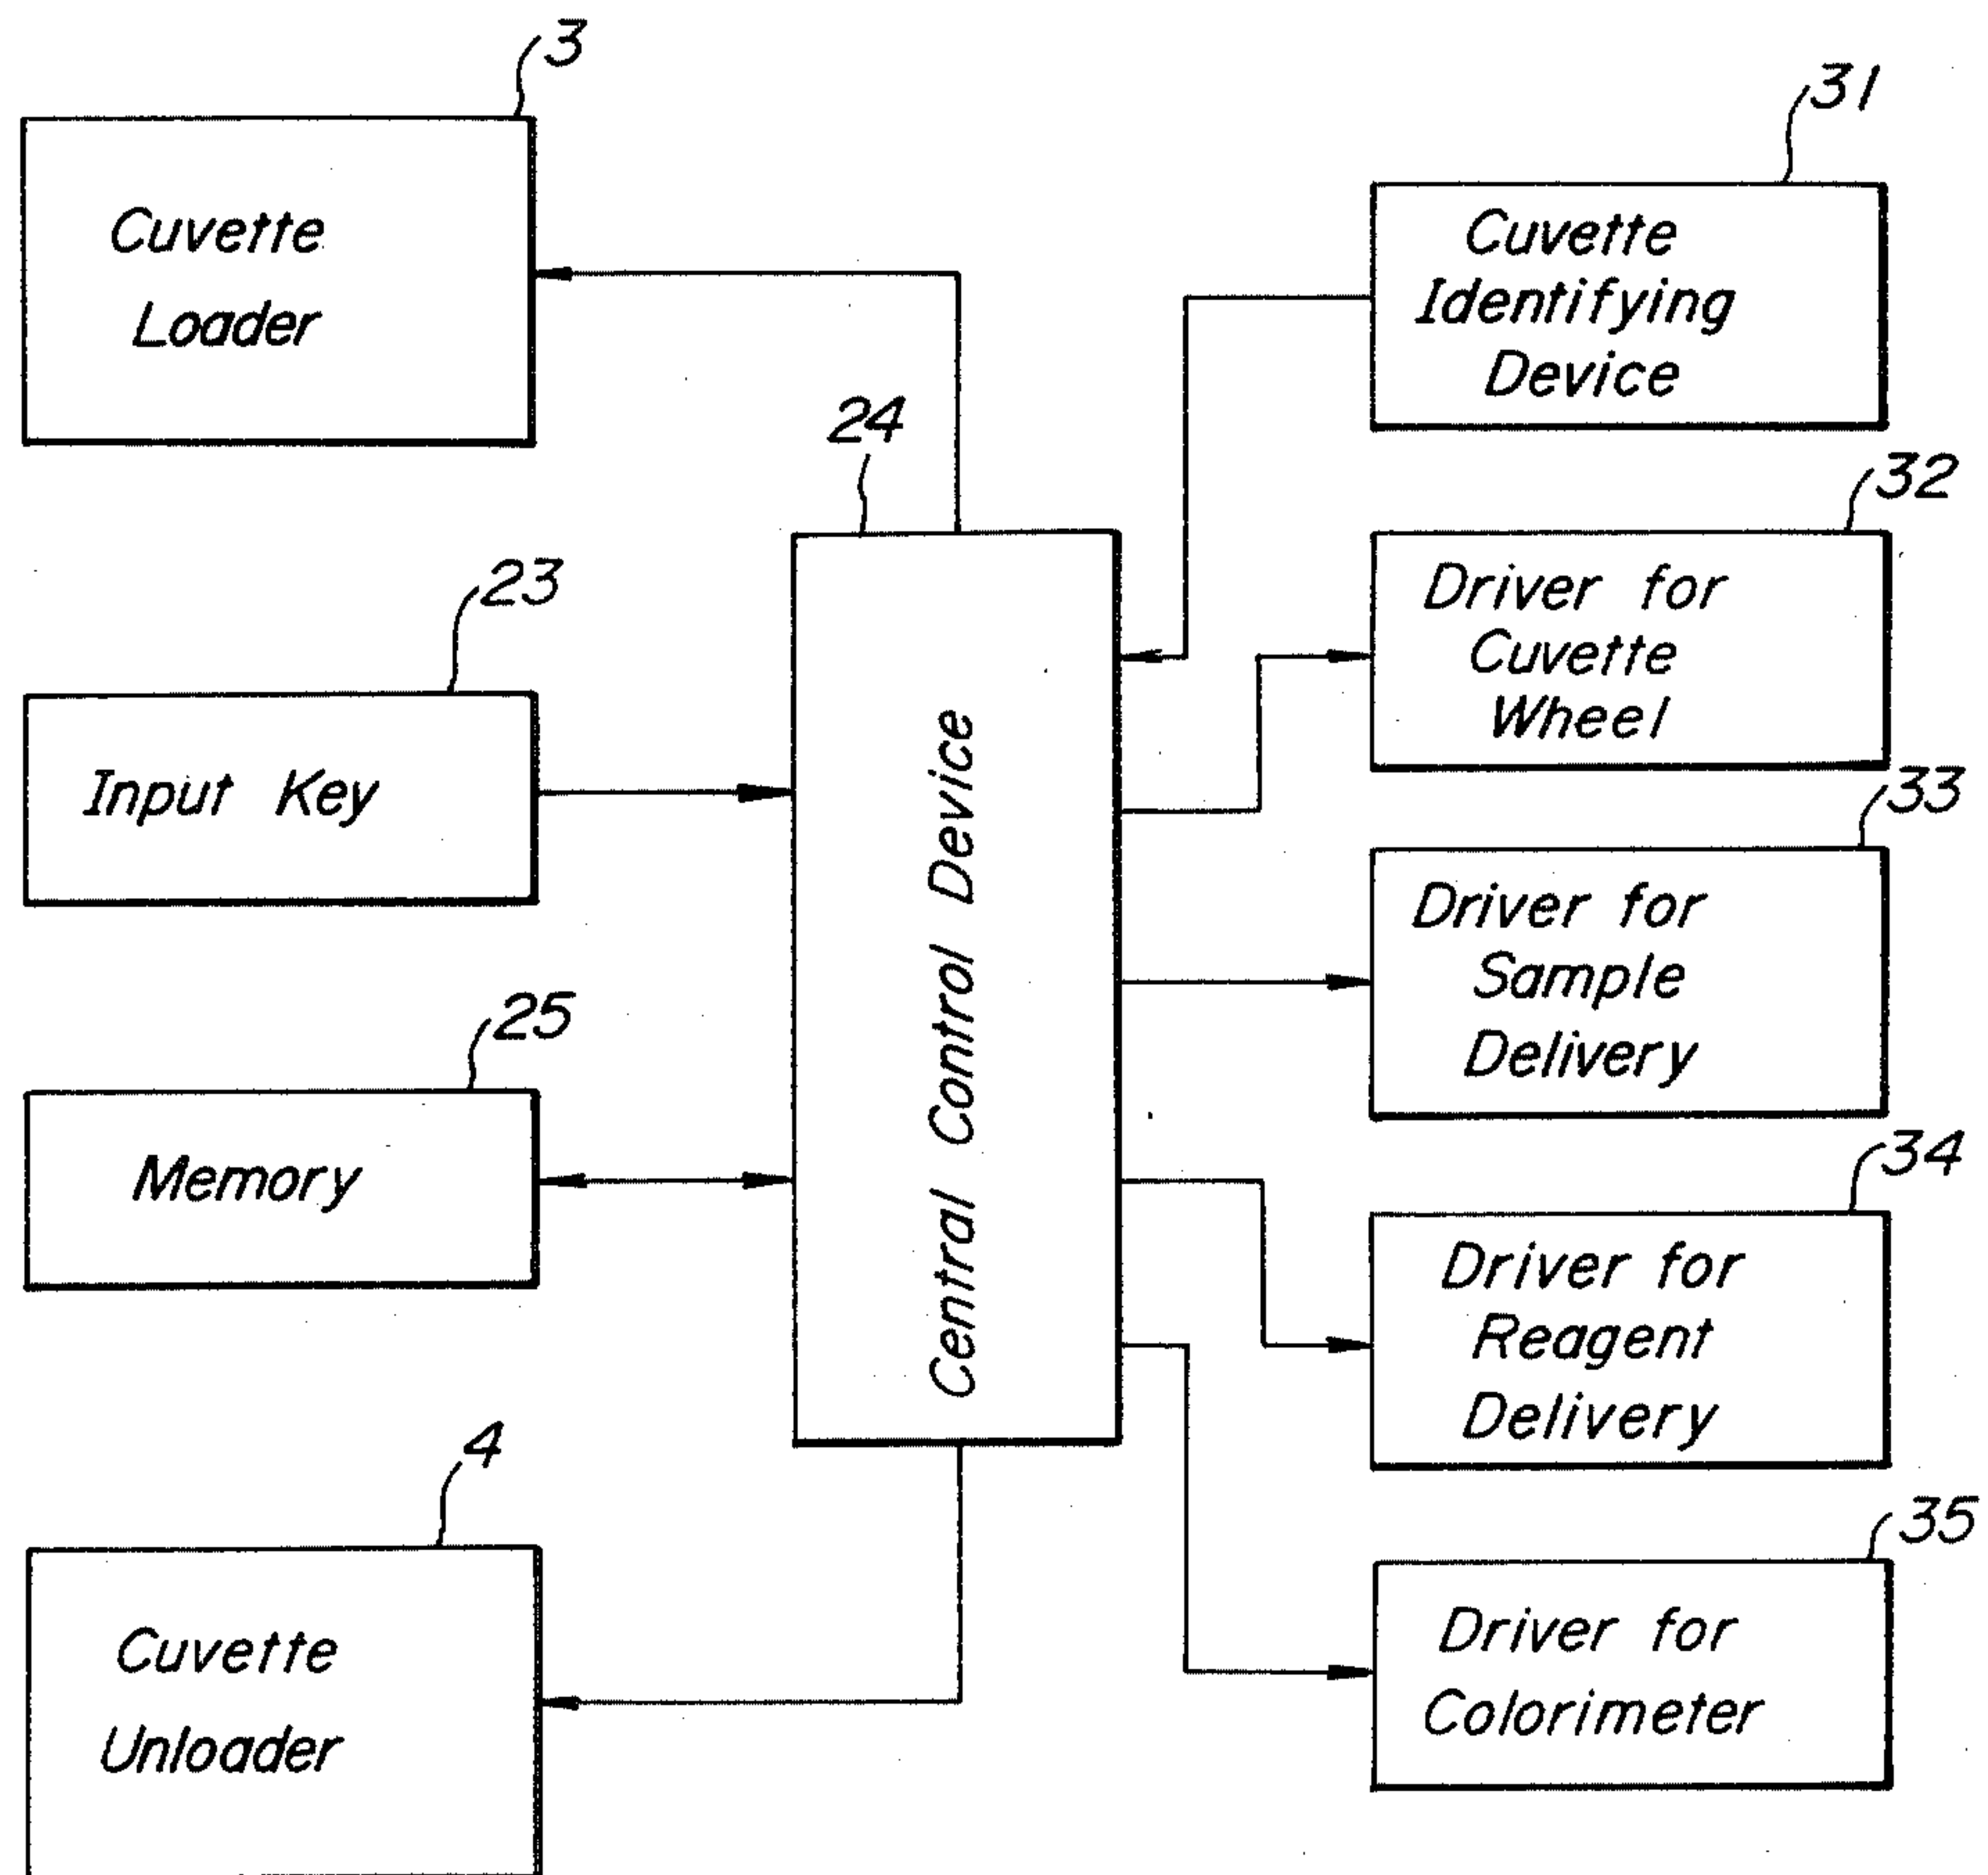 3
Cuvette
Loader
23
Input Key
25
Memory
4
Cuvette
Unloader
24
Central Control Device
31
Cuvette
Identifying
Device
32
Driver for
Cuvette
Wheel
33
Driver for
Sample
Delivery
34
Driver for
Reagent
Delivery
35
Driver for
Colorimeter